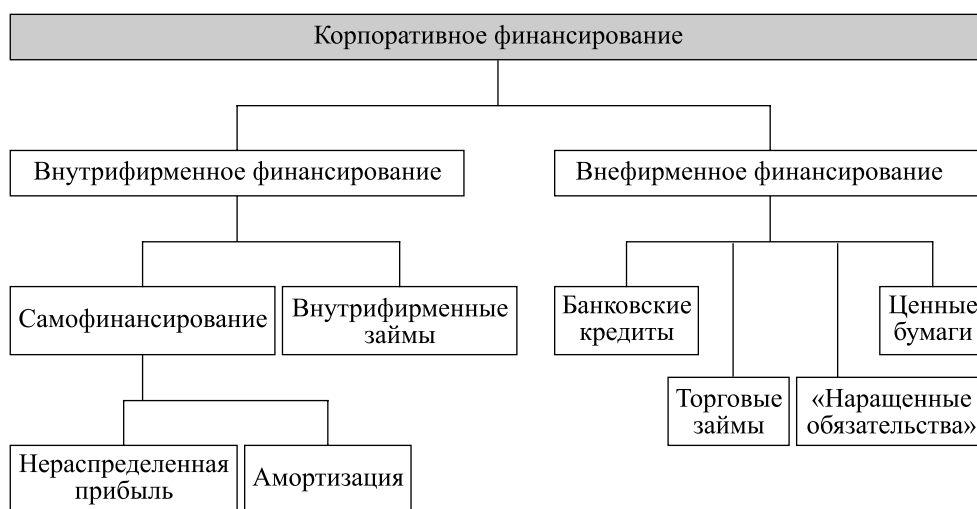 Корпоративное финансирование
Внутрифирменное финансирование
Внефирменное финансирование
Самофинансирование
Внутрифирменные
займы
Банковские
кредиты
Ценные
бумаги
Торговые
займы
«Наращенные
обязательства»
Нераспределенная
прибыль
Амортизация